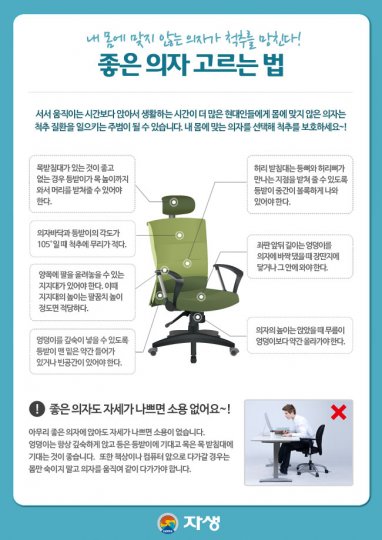 내 몸에 맞지 않는 의자가 척추를 망친다!
좋은 의자 고르는 법
서서 움직이는 시간보다 앉아서 생활하는 시간이 더 많은 현대인들에게 몸에 맞지 않은 의자는
척추 질환을 일으키는 주범이 될 수 있습니다. 내 몸에 맞는 의자를 선택해 척추를 보호하세요~!
목받침대가 있는 것이 좋고
없는 경우 등받이가 목 높이까지
와서 머리를 받쳐줄 수 있어야
한다.
의자바닥과 등받이의 각도가
105°일 때 척추에 무리가 적다.
양쪽에 팔을 올려놓을 수 있는
지지대가 있어야 한다. 이때
지지대의 높이는 팔꿈치 높이
정도면 적당하다.
엉덩이를 깊숙이 넣을 수 있도록
등받이 맨 밑은 약간 들어가
있거나 빈공간이 있어야 한다.
허리 받침대는 등뼈와 허리뼈가
만나는 지점을 받쳐 줄 수 있도록
등받이 중간이 볼록하게 나와
있어야 한다.
좌판 앞뒤 길이는 엉덩이를
의자에 바짝 댔을 때 장딴지에
닿거나 그 안에 와야 한다.
의자의 높이는 앉았을 때 무릎이
엉덩이보다 약간 올라가야 한다.
! 좋은 의자도 자세가 나쁘면 소용 없어요~!
아무리 좋은 의자에 앉아도 자세가 나쁘면 소용이 없습니다.
엉덩이는 항상 깊숙하게 앉고 등은 등받이에 기대고 목은 목 받침대에
기대는 것이 좋습니다. 또한 책상이나 컴퓨터 앞으로 다가갈 경우는
몸만 숙이지 말고 의자를 움직여 같이 다가가야 합니다.
자생